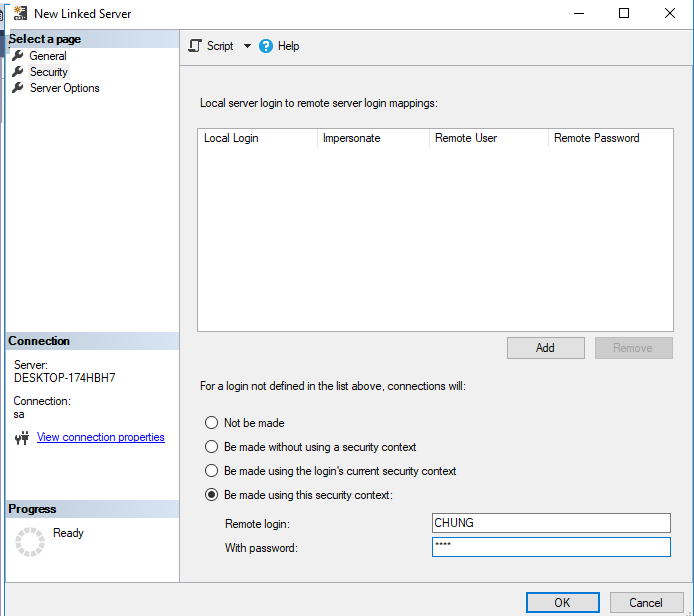 New Linked Server
Select a page
General
Security
Server Options
Script
Help
Local server login to remote server login mappings:
Local Login Impersonate Remote User Remote Password
Add Remove
For a login not defined in the list above, connections will:
Not be made
Be made without using a security context
Be made using the login's current security context
Be made using this security context:
Remote login: CHUNG
With password: ****
Connection
Server:
DESKTOP-174HBH7
Connection:
sa
View connection properties
Progress
Ready
OK Cancel